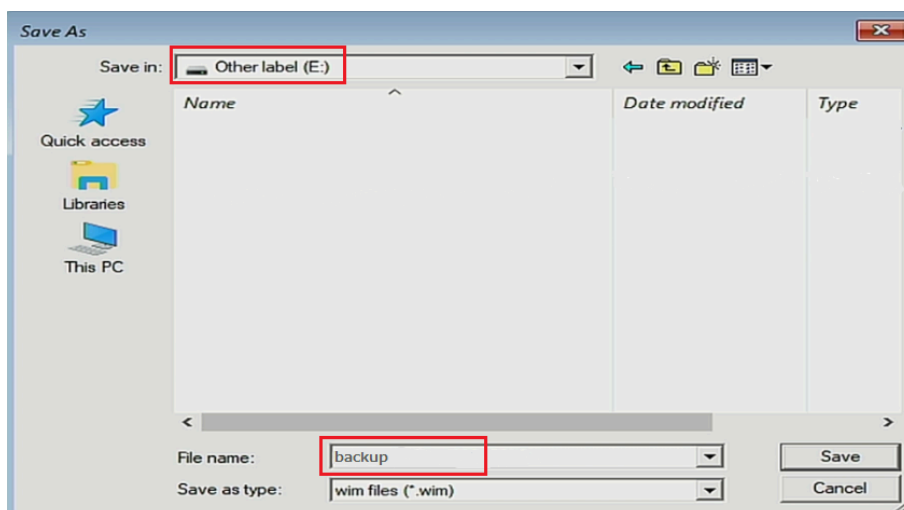 Save As
Save in: Other label (E:)
Name Date modified Type
Quick access
Libraries
This PC
File name: backup Save
Save as type: wim files (*.wim) Cancel